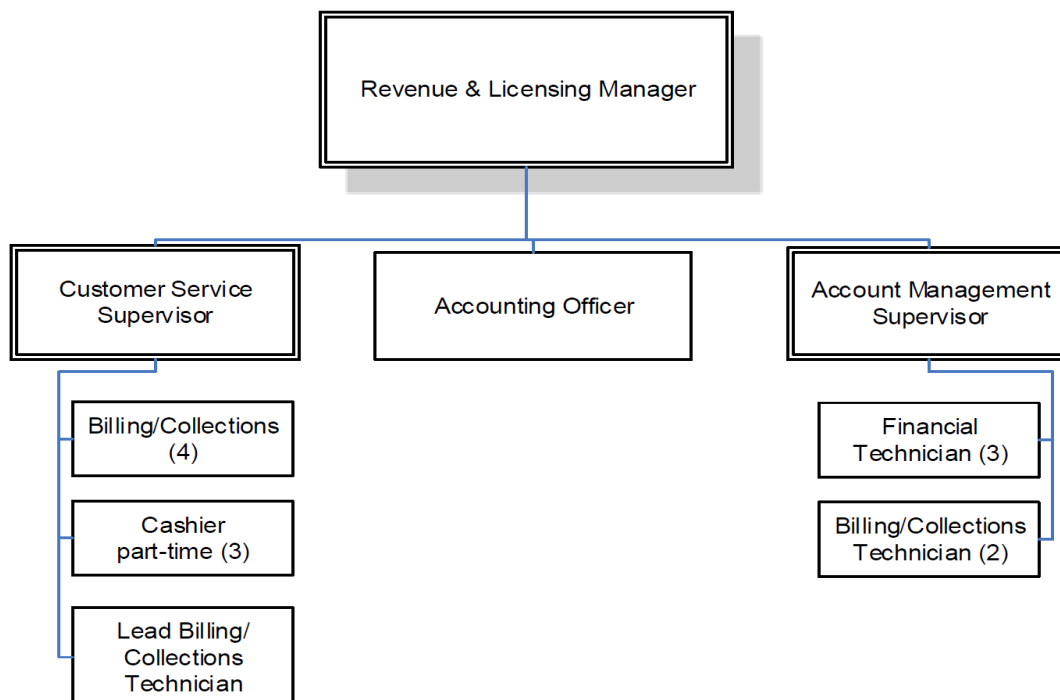 Revenue & Licensing Manager
Customer Service
Supervisor
Accounting Officer
Account Management
Supervisor
Billing/Collections
(4)
Cashier
part-time (3)
Lead Billing/
Collections
Technician
Financial
Technician (3)
Billing/Collections
Technician (2)